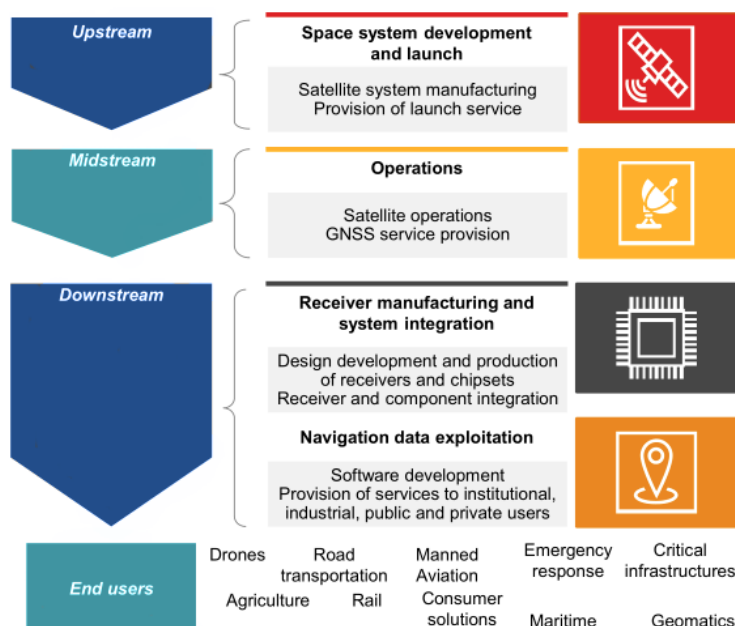 Upstream
Space system development
and launch
Satellite system manufacturing
Provision of launch service
Midstream
Operations
Satellite operations
GNSS service provision
Downstream
Receiver manufacturing and
system integration
Design development and production
of receivers and chipsets
Receiver and component integration
Navigation data exploitation
Software development
Provision of services to institutional,
industrial, public and private users
End users
Drones
Road
transportation
Manned
Aviation
Emergency
response
Critical
infrastructures
Agriculture
Rail
Consumer
solutions
Maritime
Geomatics